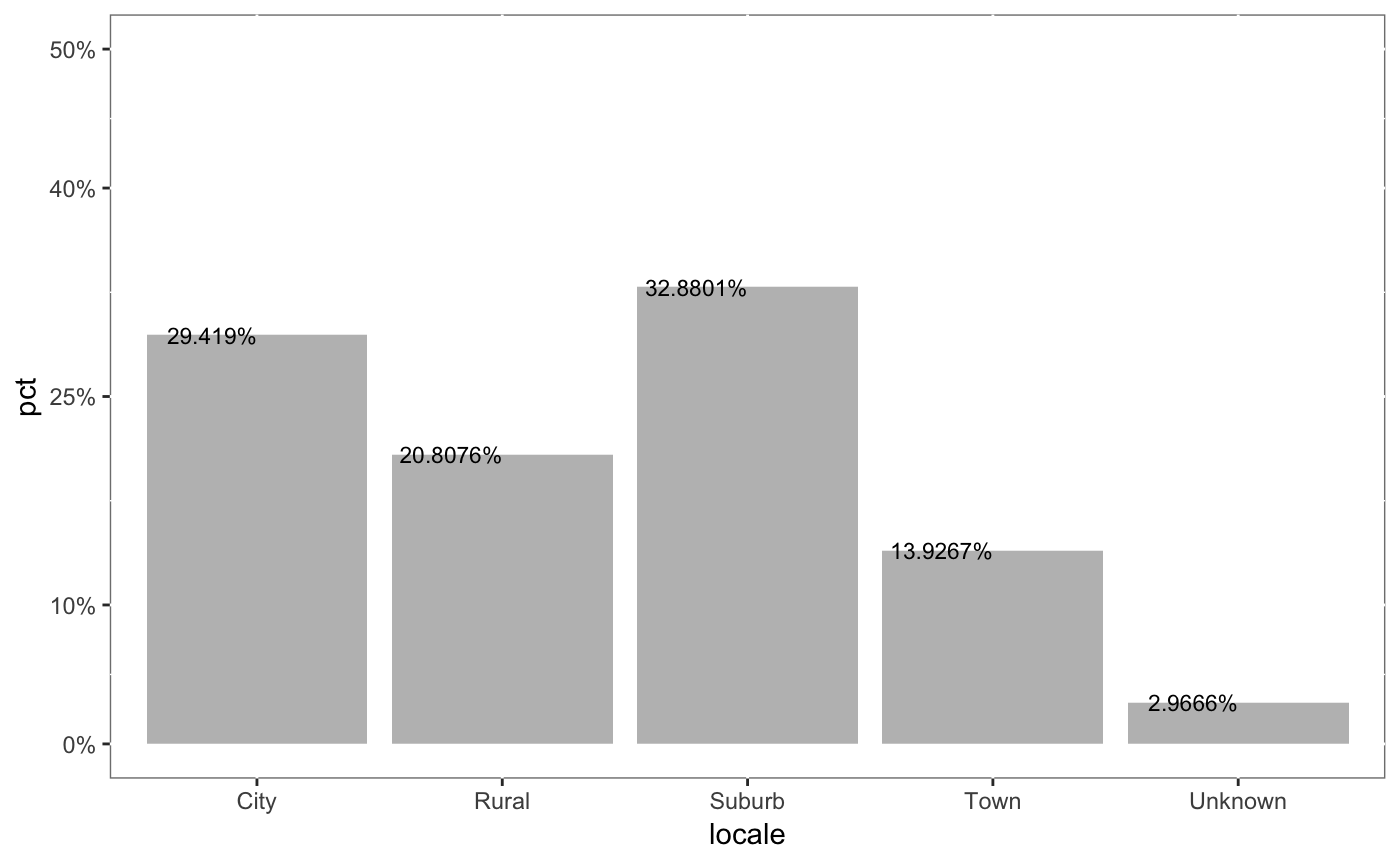 50%
40%
25%
10%
0%
pct
29.419%
20.8076%
32.8801%
13.9267%
2.9666%
City
Rural
Suburb
Town
Unknown
locale